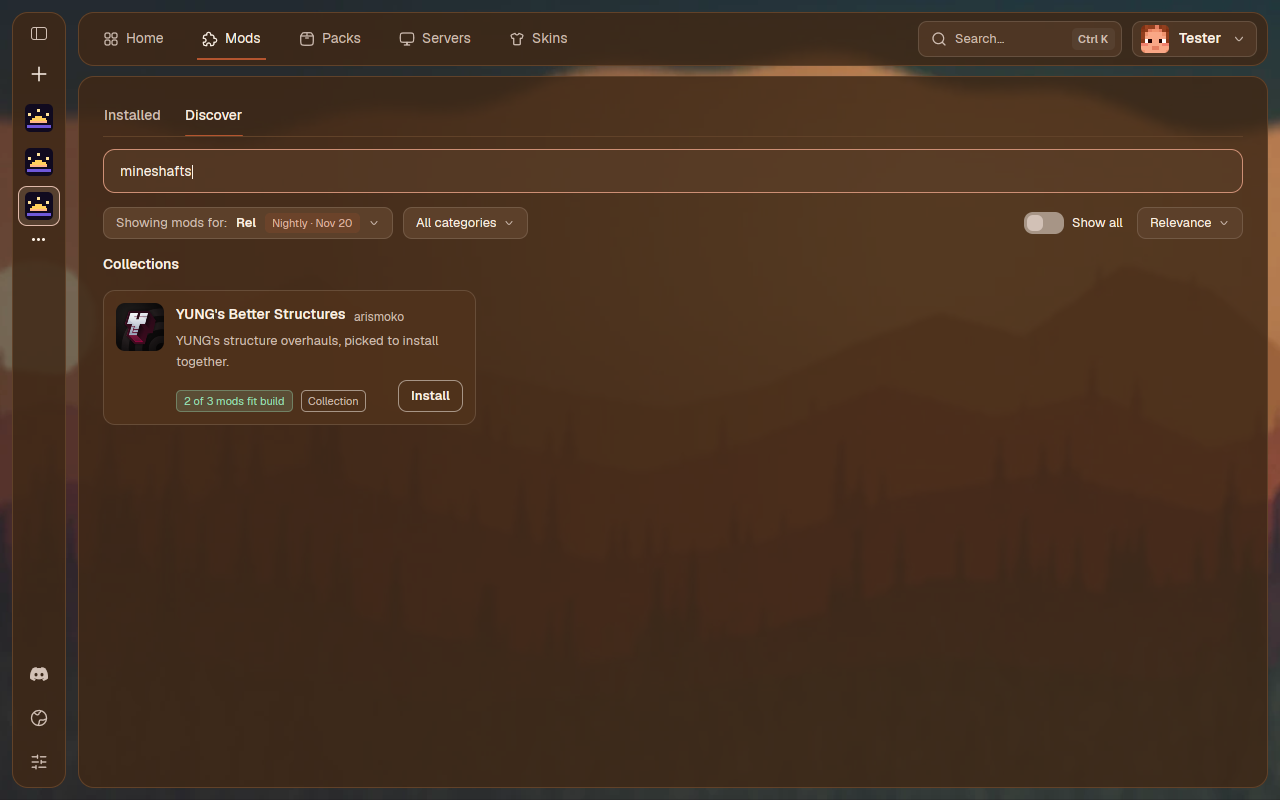 Home
Mods
Packs
Servers
Skins
Search...
Ctrl K
Tester
Installed
Discover
mineshafts
Showing mods for: Rel Nightly · Nov 20
All categories
Show all
Relevance
Collections
YUNG's Better Structures arismoko
YUNG's structure overhauls, picked to install
together.
2 of 3 mods fit build
Collection
Install